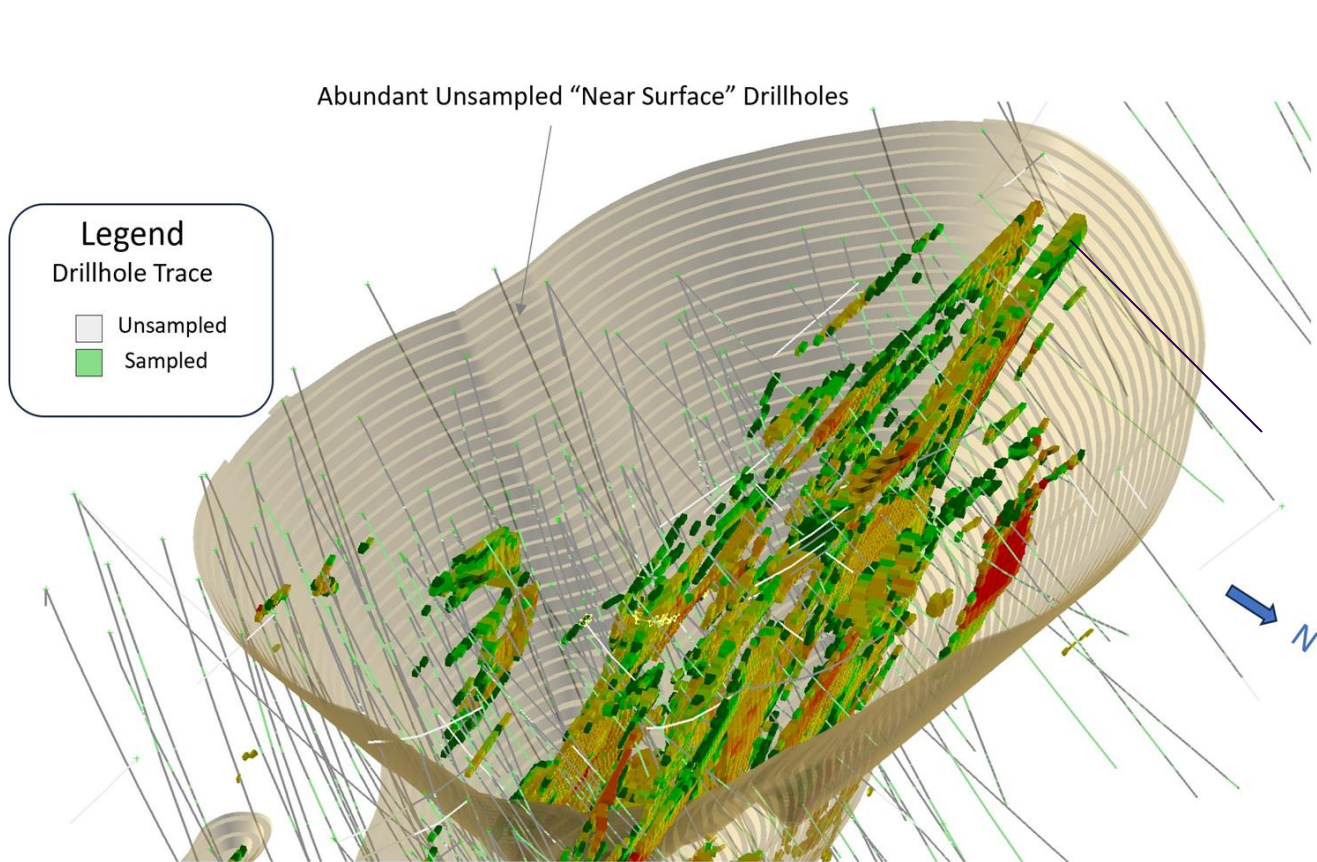 Abundant Unsampled “Near Surface” Drillholes
Legend
Drillhole Trace
Unsampled
Sampled
N